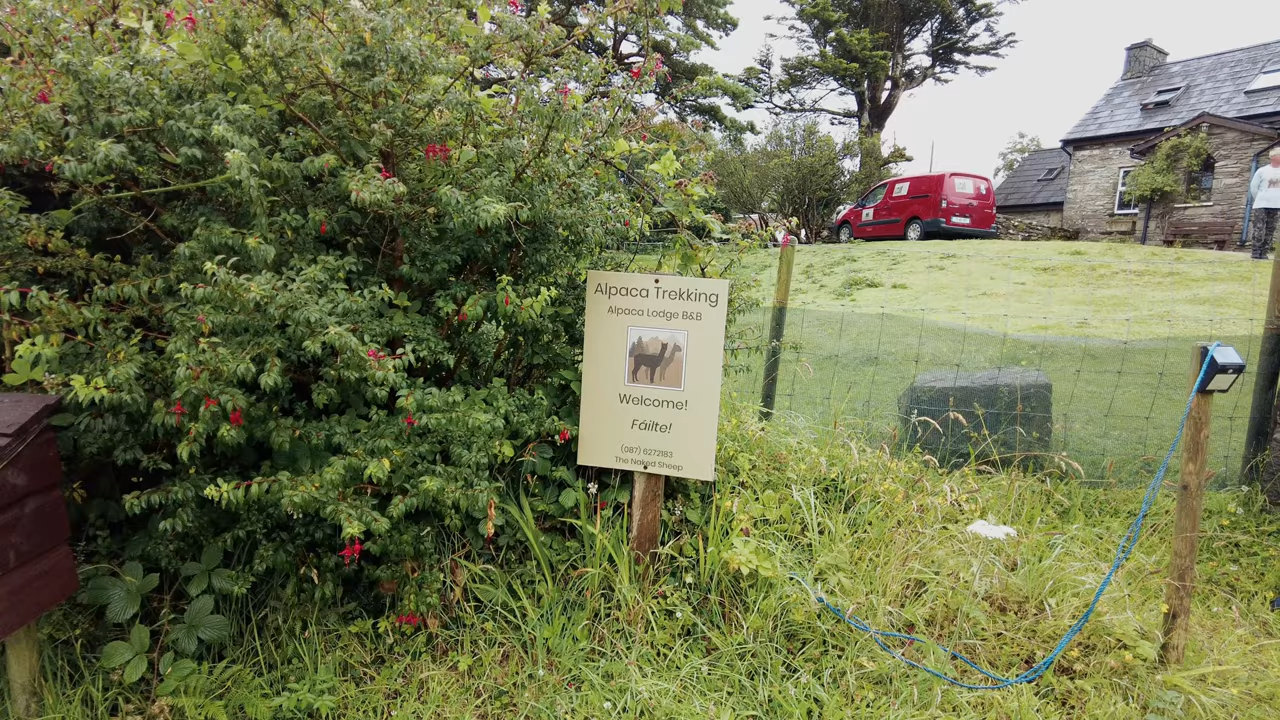 Alpaca Trekking
Alpaca Lodge B&B
Welcome!
Fáilte!
(087) 6272183
The Naked Sheep